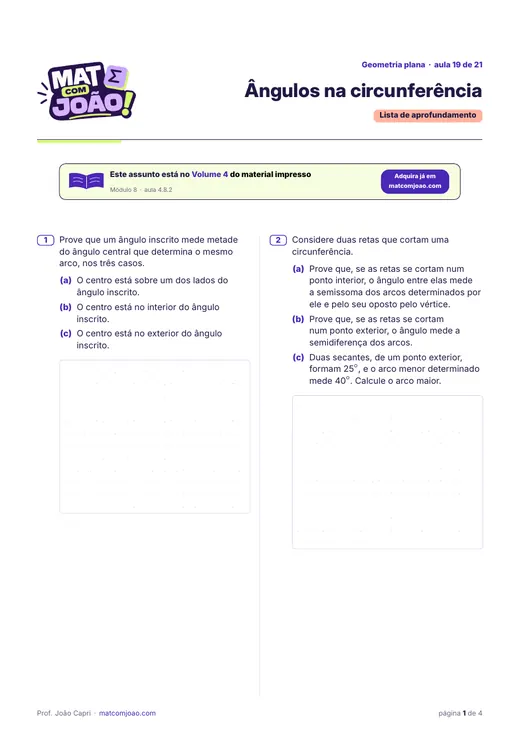 MAT
COM
JOÃO!
Σ
Geometria plana · aula 19 de 21
Ângulos na circunferência
Lista de aprofundamento
Este assunto está no Volume 4 do material impresso
Módulo 8 · aula 4.8.2
Adquira já em
matcomjoao.com
1 Prove que um ângulo inscrito mede metade
do ângulo central que determina o mesmo
arco, nos três casos.
(a) O centro está sobre um dos lados do
ângulo inscrito.
(b) O centro está no interior do ângulo
inscrito.
(c) O centro está no exterior do ângulo
inscrito.
2 Considere duas retas que cortam uma
circunferência.
(a) Prove que, se as retas se cortam num
ponto interior, o ângulo entre elas mede
a semissoma dos arcos determinados por
ele e pelo seu oposto pelo vértice.
(b) Prove que, se as retas se cortam
num ponto exterior, o ângulo mede a
semidiferença dos arcos.
(c) Duas secantes, de um ponto exterior,
formam 25°, e o arco menor determinado
mede 40°. Calcule o arco maior.
Prof. João Capri · matcomjoao.com
página 1 de 4